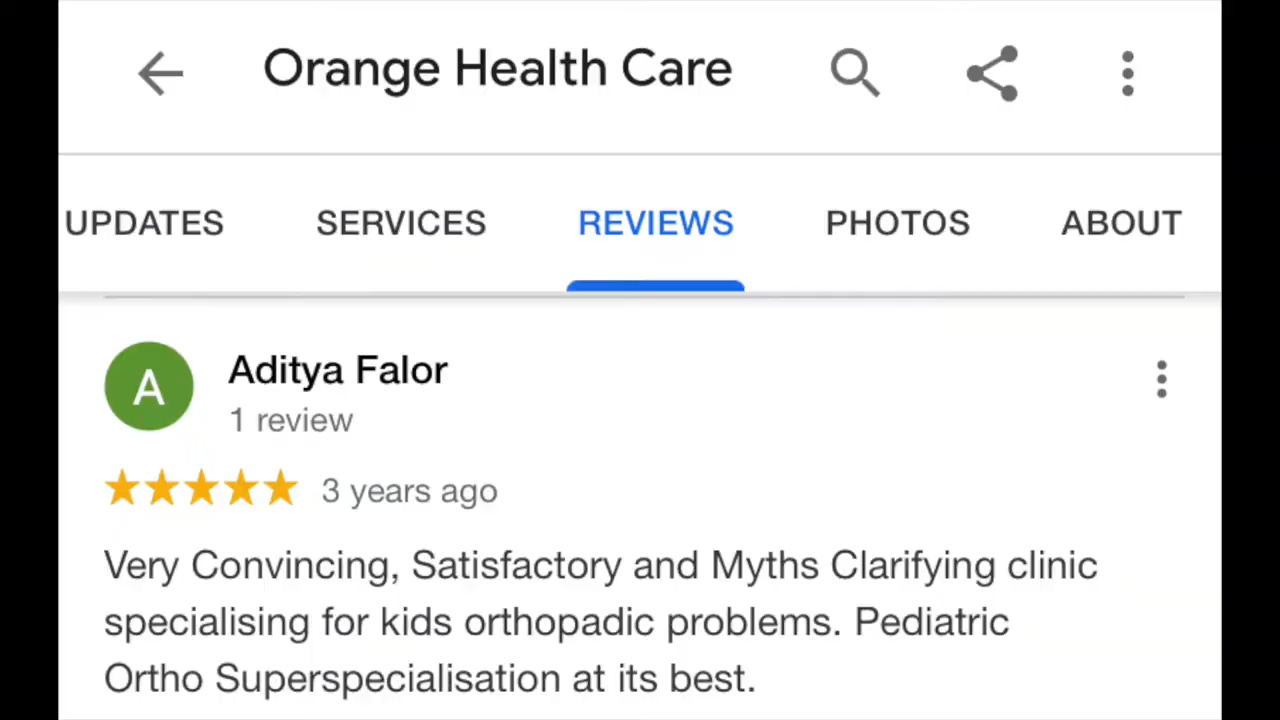 Orange Health Care
UPDATES SERVICES REVIEWS PHOTOS ABOUT
A
Aditya Falor
1 review
3 years ago
Very Convincing, Satisfactory and Myths Clarifying clinic
specialising for kids orthopadic problems. Pediatric
Ortho Superspecialisation at its best.